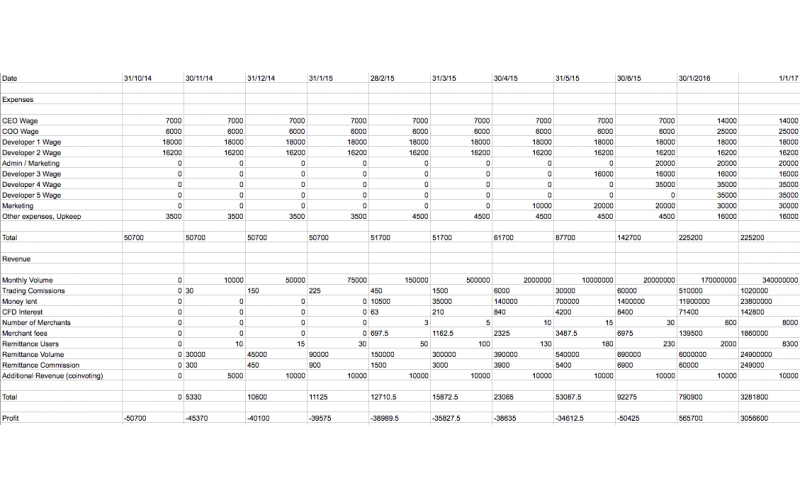 Date 31/10/14 30/11/14 31/12/14 31/1/15 28/2/15 31/3/15 30/4/15 31/5/15 30/6/15 30/1/2016 1/1/17
Expenses
CEO Wage 7000 7000 7000 7000 7000 7000 7000 7000 7000 14000 14000
COO Wage 6000 6000 6000 6000 6000 6000 6000 6000 6000 25000 25000
Developer 1 Wage 18000 18000 18000 18000 18000 18000 18000 18000 18000 18000 18000
Developer 2 Wage 16200 16200 16200 16200 16200 16200 16200 16200 16200 16200 16200
Admin / Marketing 0 0 0 0 0 0 0 0 20000 20000 20000
Developer 3 Wage 0 0 0 0 0 0 0 16000 16000 16000 16000
Developer 4 Wage 0 0 0 0 0 0 0 0 35000 35000 35000
Developer 5 Wage 0 0 0 0 0 0 0 0 0 35000 35000
Marketing 0 0 0 0 0 0 10000 20000 20000 30000 30000
Other expenses, Upkeep 3500 3500 3500 3500 4500 4500 4500 4500 4500 16000 16000
Total 50700 50700 50700 50700 51700 51700 61700 87700 142700 225200 225200
Revenue
Monthly Volume 0 10000 50000 75000 150000 500000 2000000 10000000 20000000 170000000 340000000
Trading Comissions 0 30 150 225 450 1500 6000 30000 60000 510000 1020000
Money lent 0 0 0 0 10500 35000 140000 700000 1400000 11900000 23800000
CFD Interest 0 0 0 0 63 210 840 4200 8400 71400 142800
Number of Merchants 0 0 0 0 3 5 10 15 30 600 8000
Merchant fees 0 0 0 0 697.5 1162.5 2325 3487.5 6975 139500 1860000
Remittance Users 0 10 15 30 50 100 130 180 230 2000 8300
Remittance Volume 0 30000 45000 90000 150000 300000 390000 540000 690000 6000000 24900000
Remittance Commission 0 300 450 900 1500 3000 3900 5400 6900 60000 249000
Additional Revenue (coinvoting) 0 5000 10000 10000 10000 10000 10000 10000 10000 10000 10000
Total 0 5330 10600 11125 12710.5 15872.5 23065 53087.5 92275 790900 3281800
Profit -50700 -45370 -40100 -39575 -38989.5 -35827.5 -38635 -34612.5 -50425 565700 3056600